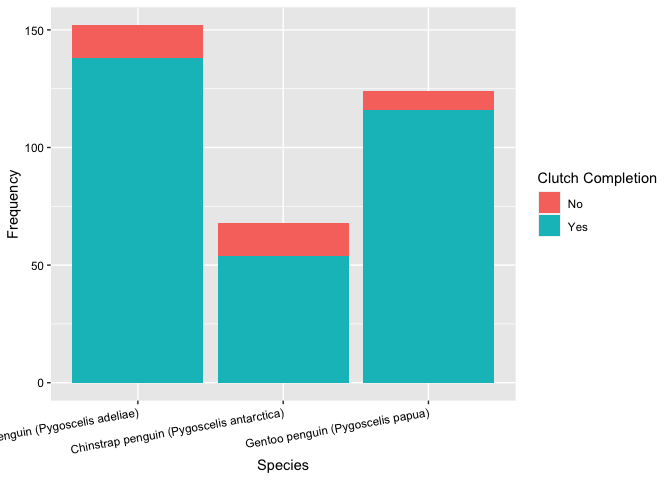 150
100
50
0
Frequency
enguin (Pygoscelis adeliae)
Chinstrap penguin (Pygoscelis antarctica)
Gentoo penguin (Pygoscelis papua)
Species
Clutch Completion
No
Yes